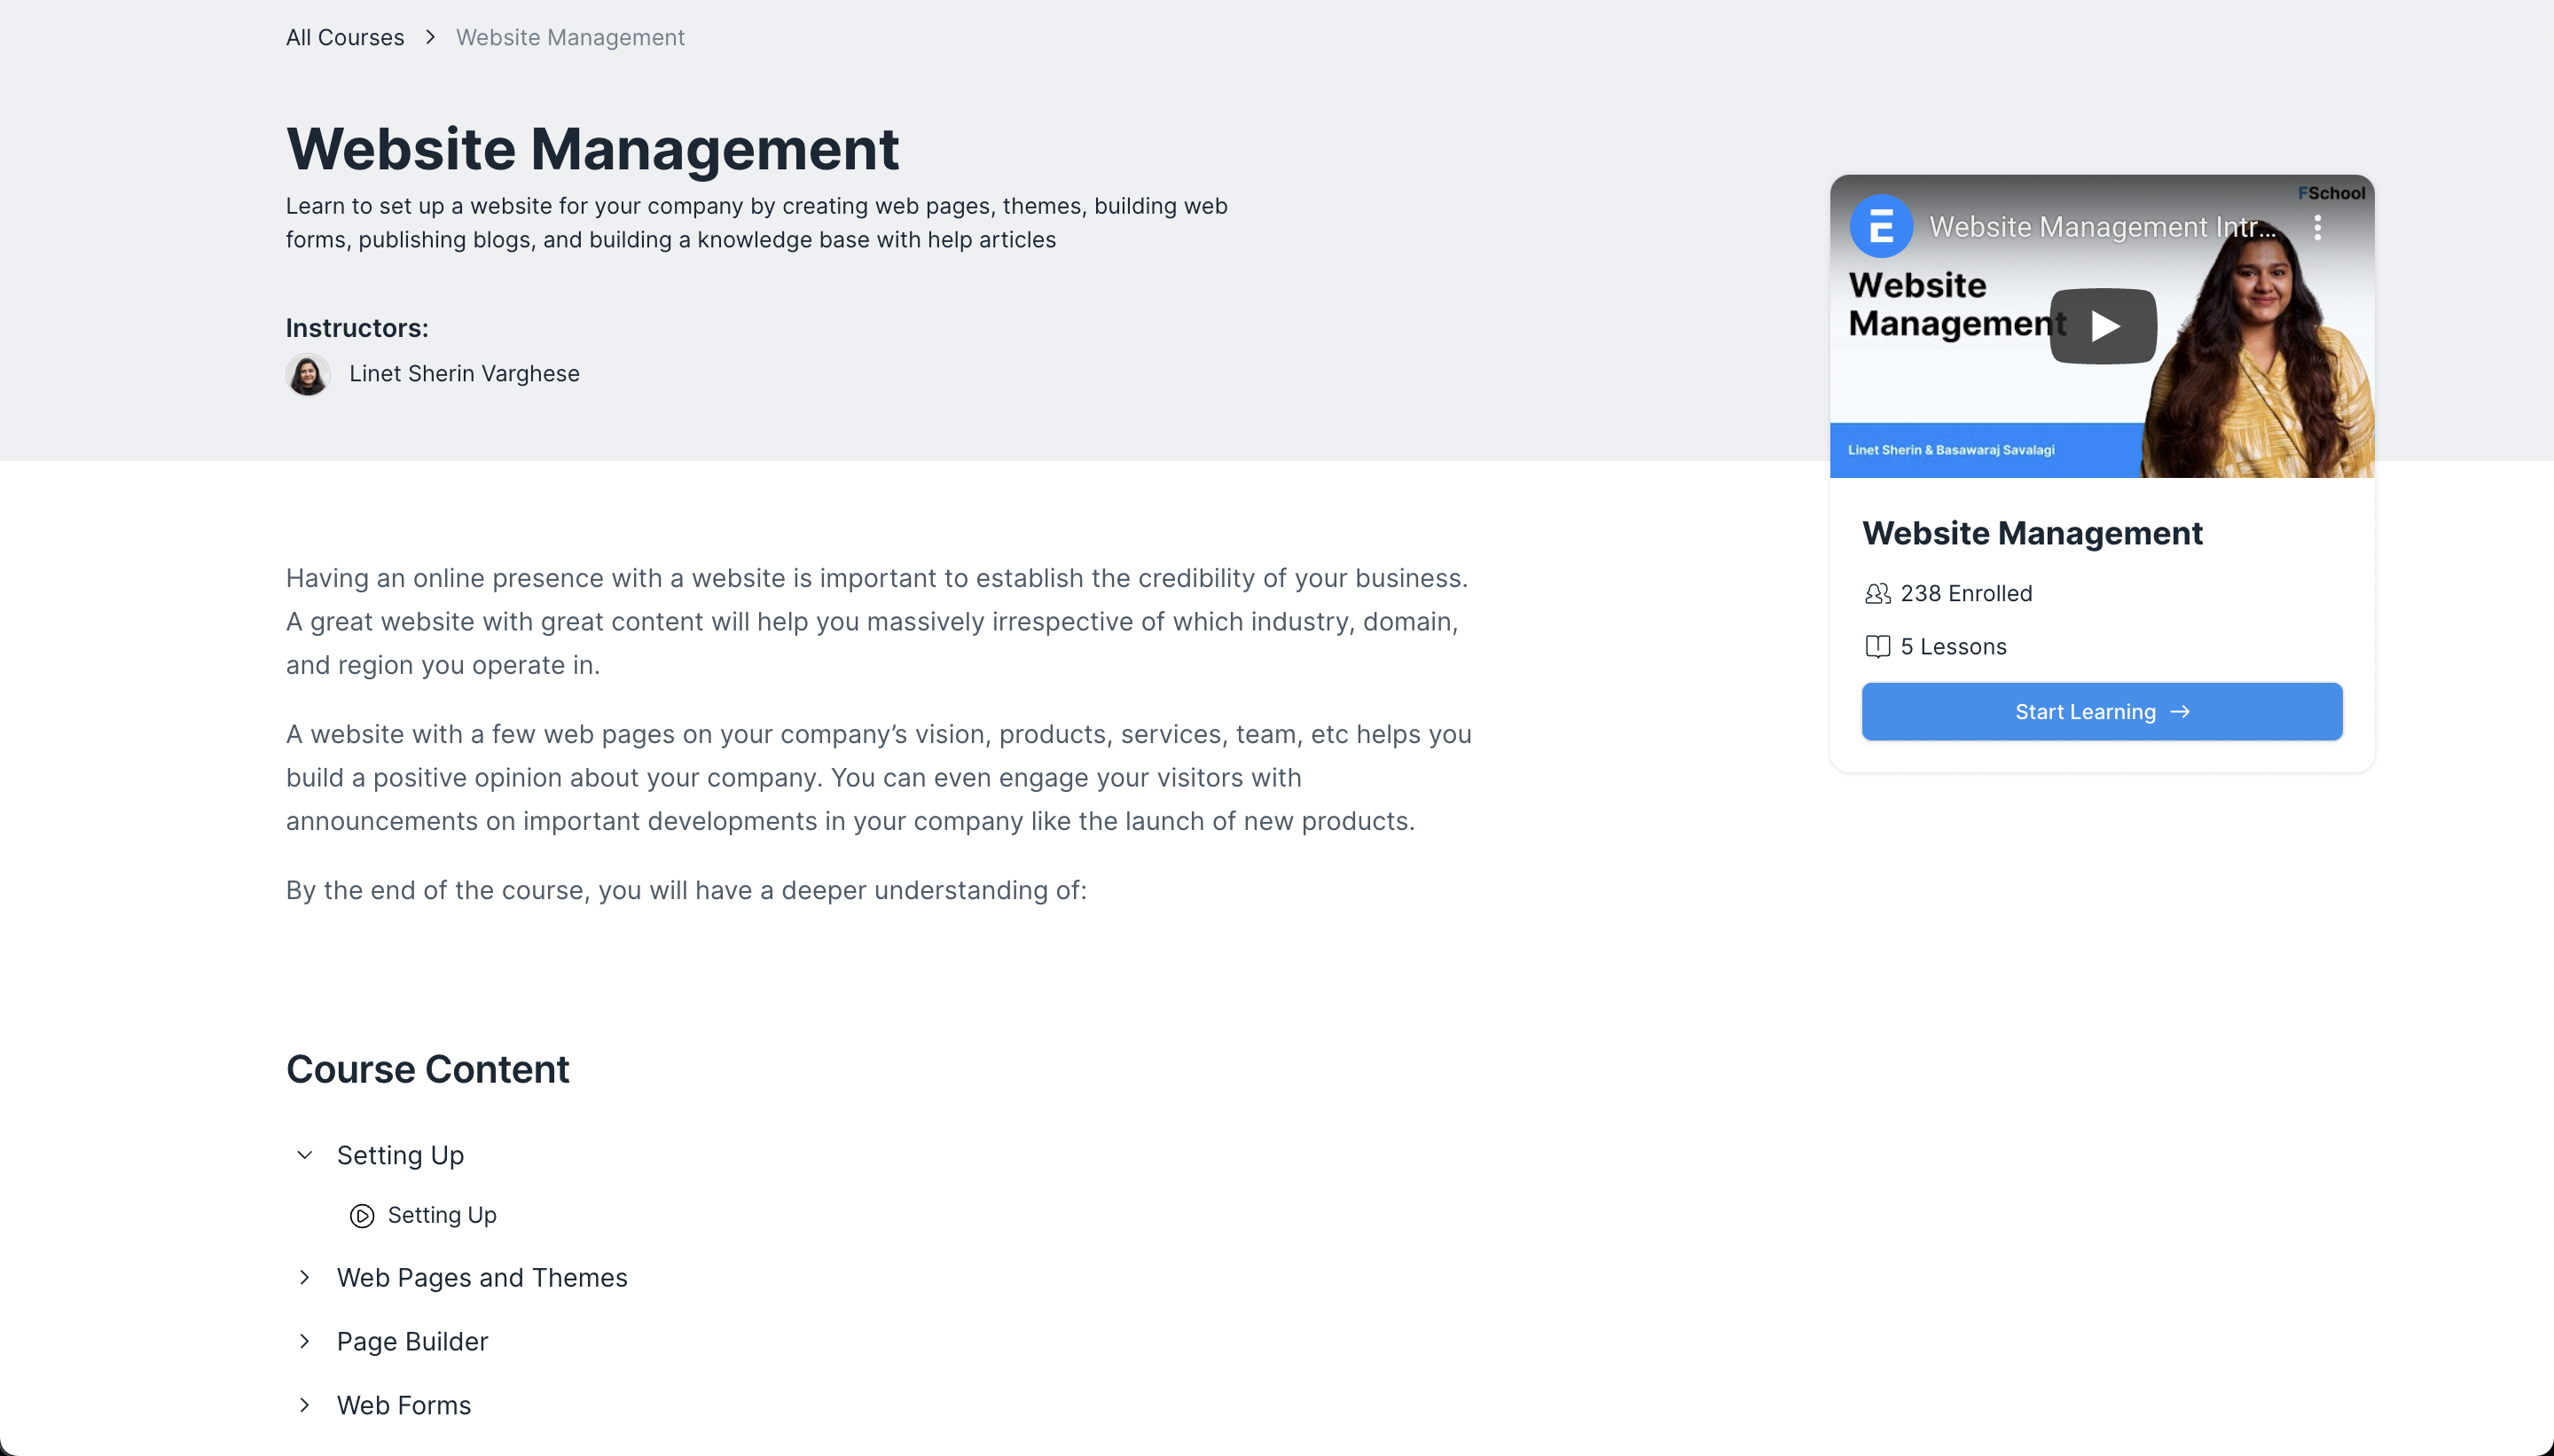 All Courses > Website Management
Website Management
Learn to set up a website for your company by creating web pages, themes, building web
forms, publishing blogs, and building a knowledge base with help articles
Instructors:
Linet Sherin Varghese
FSchool
E Website Management Intr...
Website
Management
Linet Sherin & Basawaraj Savalagi
Website Management
238 Enrolled
5 Lessons
Start Learning →
Having an online presence with a website is important to establish the credibility of your business.
A great website with great content will help you massively irrespective of which industry, domain,
and region you operate in.
A website with a few web pages on your company’s vision, products, services, team, etc helps you
build a positive opinion about your company. You can even engage your visitors with
announcements on important developments in your company like the launch of new products.
By the end of the course, you will have a deeper understanding of:
Course Content
Setting Up
Setting Up
Web Pages and Themes
Page Builder
Web Forms